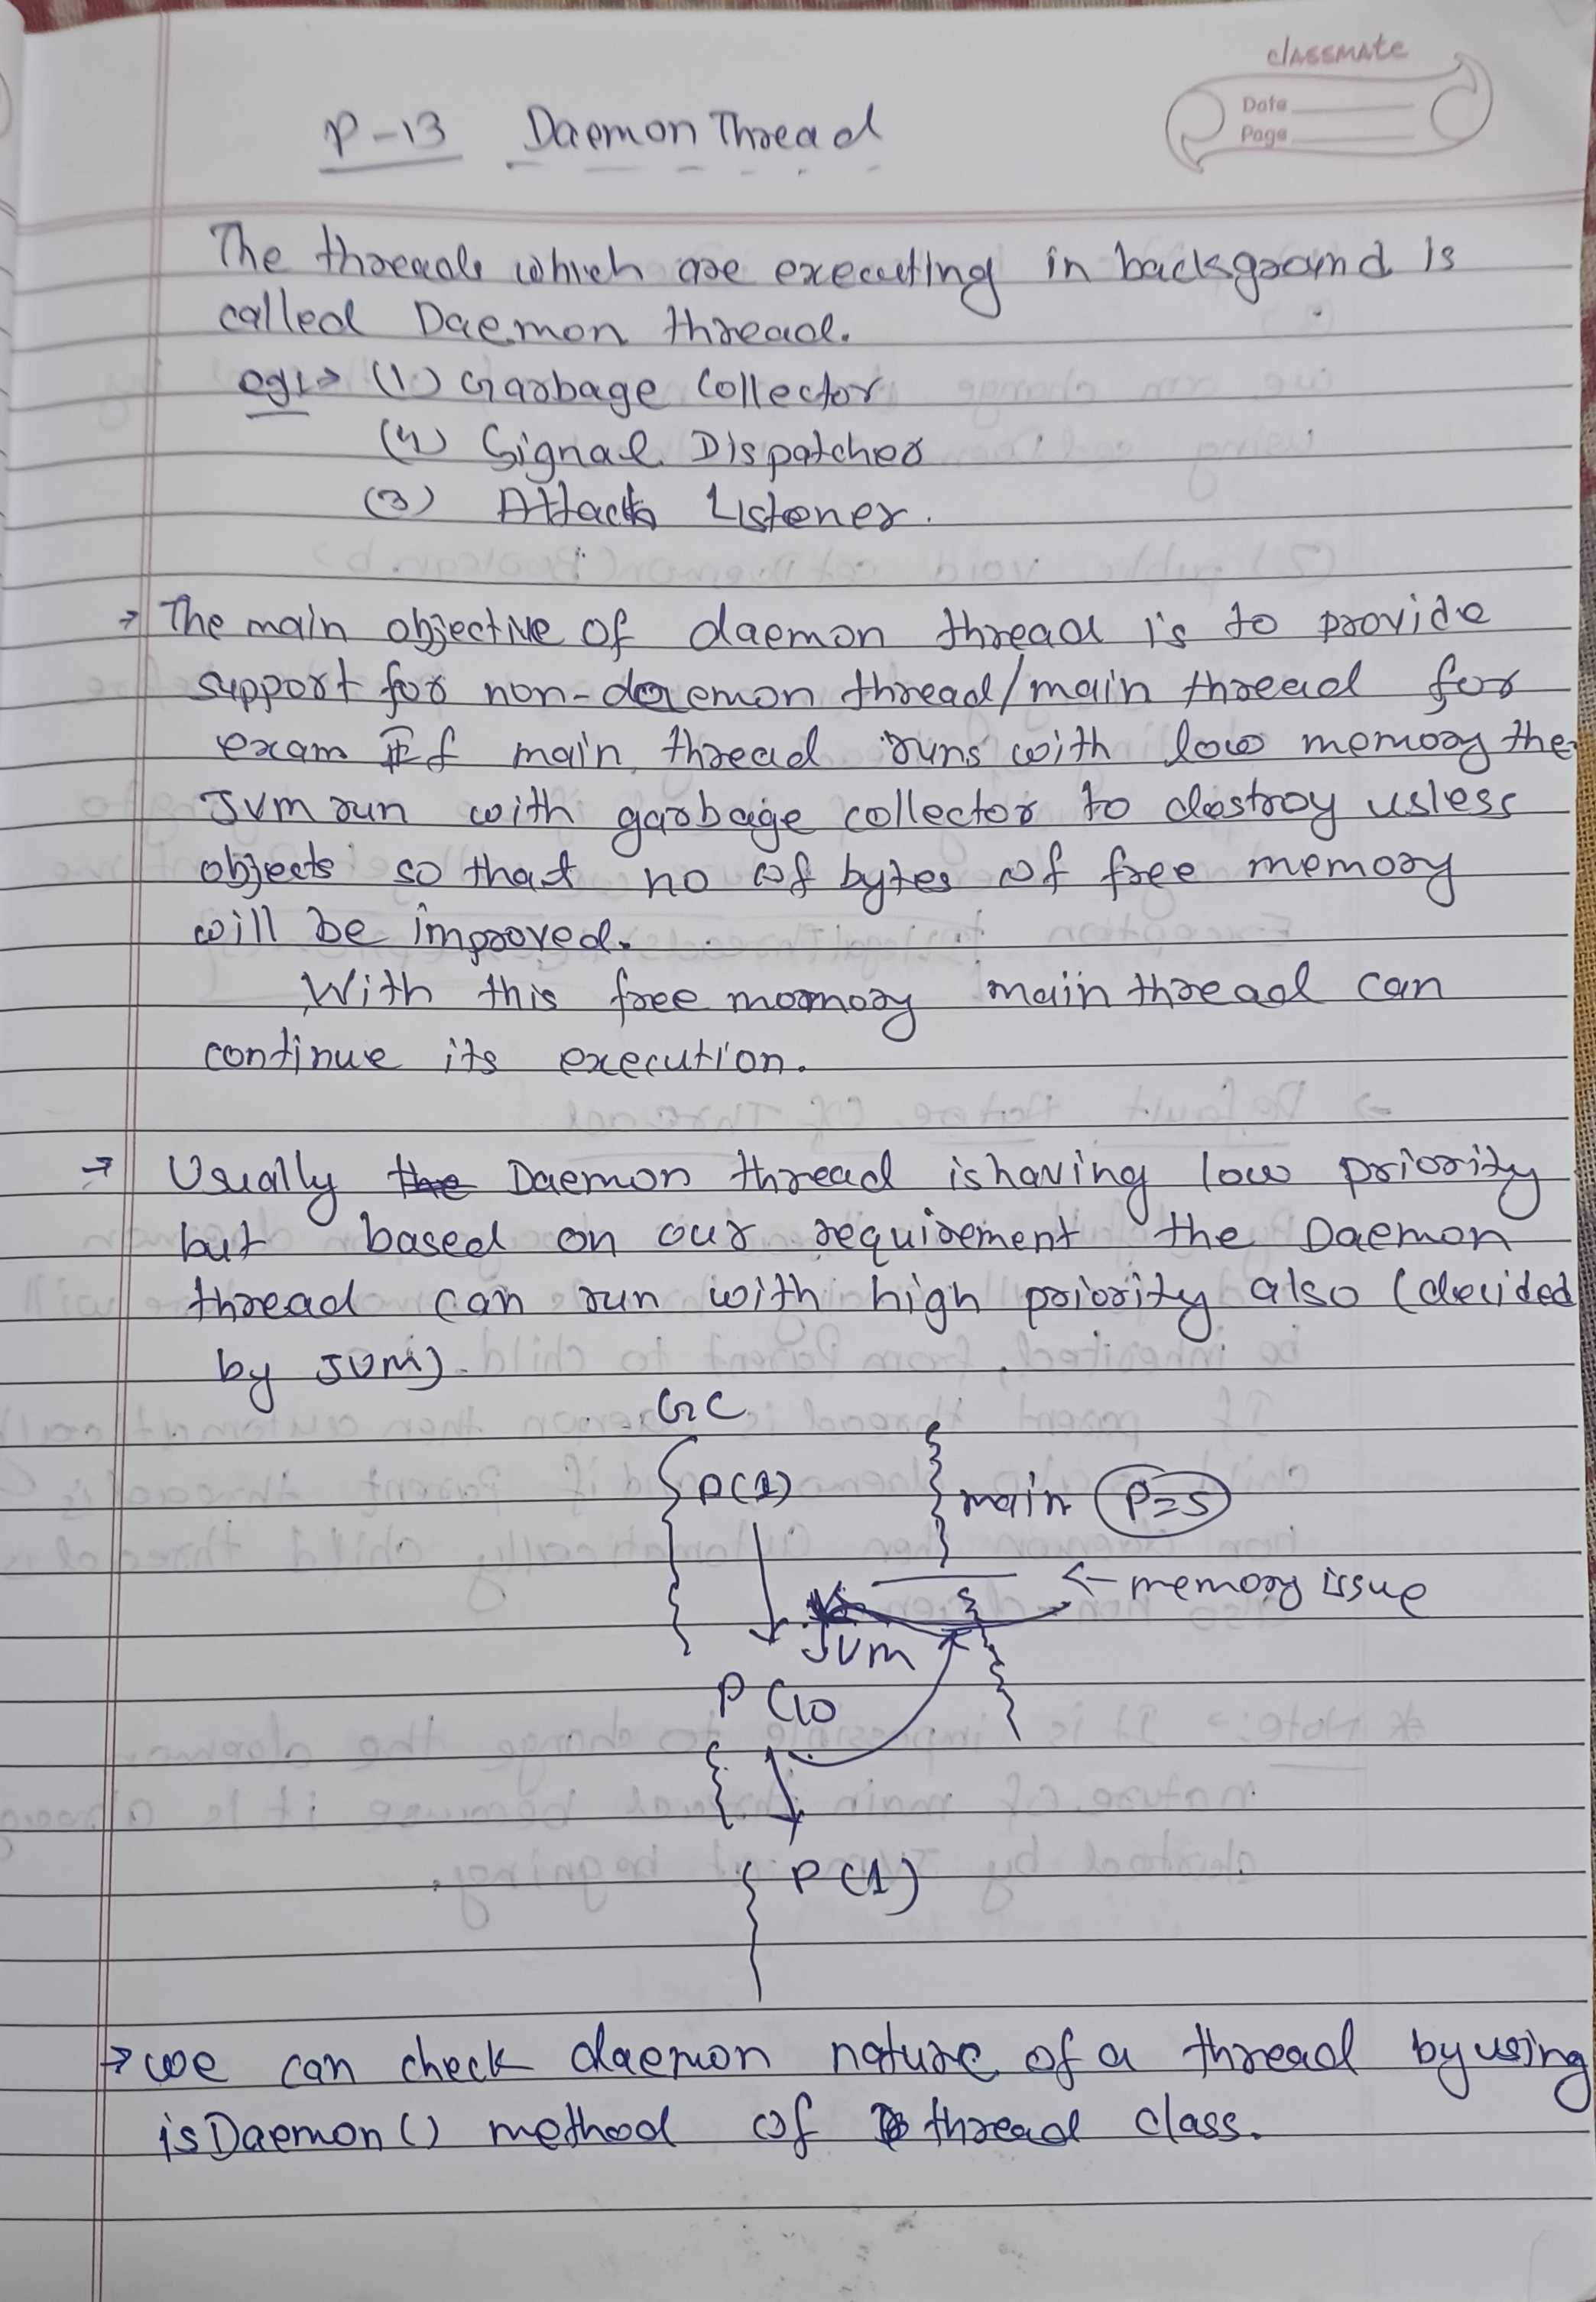 classmate
Date
Page
P-13 Daemon Thread
The threads which are executing in background is
called Daemon thread.
eg:-> (1) Garbage Collector
(2) Signal Dispatcher
(3) Attack Listener.
→ The main objective of daemon thread is to provide
support for non-daemon thread/main thread for
exam If main thread runs with low memory the
JVM run with garbage collector to destroy usless
objects so that no of bytes of free memory
will be improved.
With this free momory main thread can
continue its execution.
→ Usually the Daemon thread is having low priority
but based on our requirement the Daemon
thread can run with high priority also (decided
by JVM).
GC
P(1)
main P=5
<- memory issue
JVM
P(10
P(1)
→ we can check daemon nature of a thread by using
isDaemon() method of thread class.